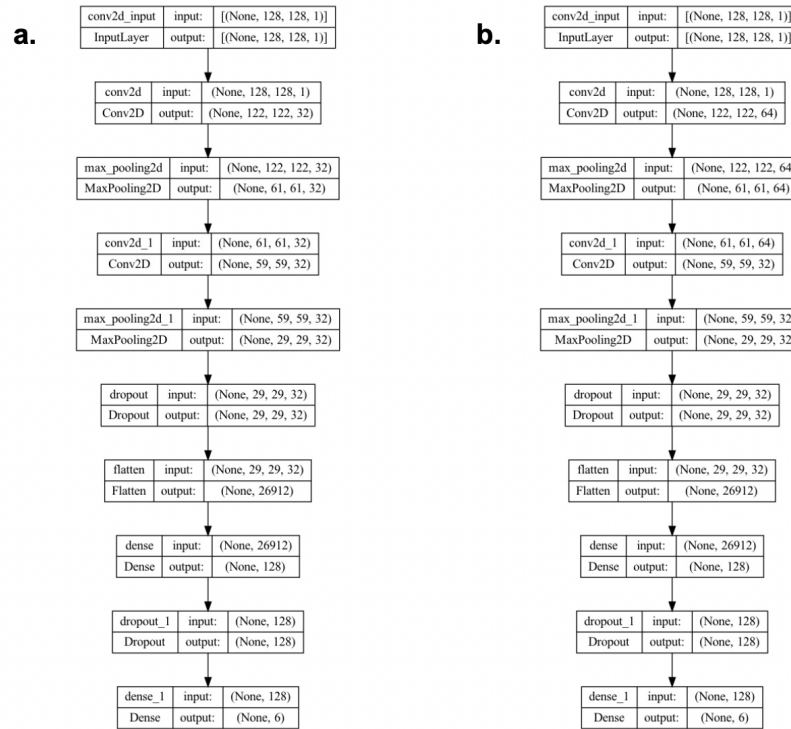 a.
conv2d_input input: [(None, 128, 128, 1)]
InputLayer output: [(None, 128, 128, 1)]
conv2d input: (None, 128, 128, 1)
Conv2D output: (None, 122, 122, 32)
max_pooling2d input: (None, 122, 122, 32)
MaxPooling2D output: (None, 61, 61, 32)
conv2d_1 input: (None, 61, 61, 32)
Conv2D output: (None, 59, 59, 32)
max_pooling2d_1 input: (None, 59, 59, 32)
MaxPooling2D output: (None, 29, 29, 32)
dropout input: (None, 29, 29, 32)
Dropout output: (None, 29, 29, 32)
flatten input: (None, 29, 29, 32)
Flatten output: (None, 26912)
dense input: (None, 26912)
Dense output: (None, 128)
dropout_1 input: (None, 128)
Dropout output: (None, 128)
dense_1 input: (None, 128)
Dense output: (None, 6)
b.
conv2d_input input: [(None, 128, 128, 1)]
InputLayer output: [(None, 128, 128, 1)]
conv2d input: (None, 128, 128, 1)
Conv2D output: (None, 122, 122, 64)
max_pooling2d input: (None, 122, 122, 64
MaxPooling2D output: (None, 61, 61, 64)
conv2d_1 input: (None, 61, 61, 64)
Conv2D output: (None, 59, 59, 32)
max_pooling2d_1 input: (None, 59, 59, 32
MaxPooling2D output: (None, 29, 29, 32
dropout input: (None, 29, 29, 32)
Dropout output: (None, 29, 29, 32)
flatten input: (None, 29, 29, 32)
Flatten output: (None, 26912)
dense input: (None, 26912)
Dense output: (None, 128)
dropout_1 input: (None, 128)
Dropout output: (None, 128)
dense_1 input: (None, 128)
Dense output: (None, 6)